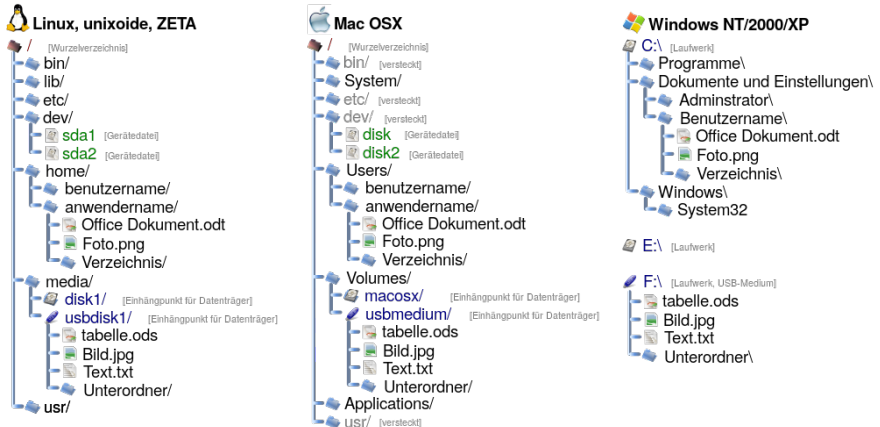 Linux, unixoide, ZETA
/ [Wurzelverzeichnis]
bin/
lib/
etc/
dev/
sda1 [Gerätedatei]
sda2 [Gerätedatei]
home/
benutzername/
anwendername/
Office Dokument.odt
Foto.png
Verzeichnis/
media/
disk1/ [Einhängpunkt für Datenträger]
usbdisk1/ [Einhängpunkt für Datenträger]
tabelle.ods
Bild.jpg
Text.txt
Unterordner/
usr/
Mac OSX
/ [Wurzelverzeichnis]
bin/ [versteckt]
System/
etc/ [versteckt]
dev/ [versteckt]
disk [Gerätedatei]
disk2 [Gerätedatei]
Users/
benutzername/
anwendername/
Office Dokument.odt
Foto.png
Verzeichnis/
Volumes/
macosx/ [Einhängpunkt für Datenträger]
usbmedium/ [Einhängpunkt für Datenträger]
tabelle.ods
Bild.jpg
Text.txt
Unterordner/
Applications/
usr/ [versteckt]
Windows NT/2000/XP
C:\ [Laufwerk]
Programme\
Dokumente und Einstellungen\
Adminstrator\
Benutzername\
Office Dokument.odt
Foto.png
Verzeichnis\
Windows\
System32
E:\ [Laufwerk]
F:\ [Laufwerk, USB-Medium]
tabelle.ods
Bild.jpg
Text.txt
Unterordner\